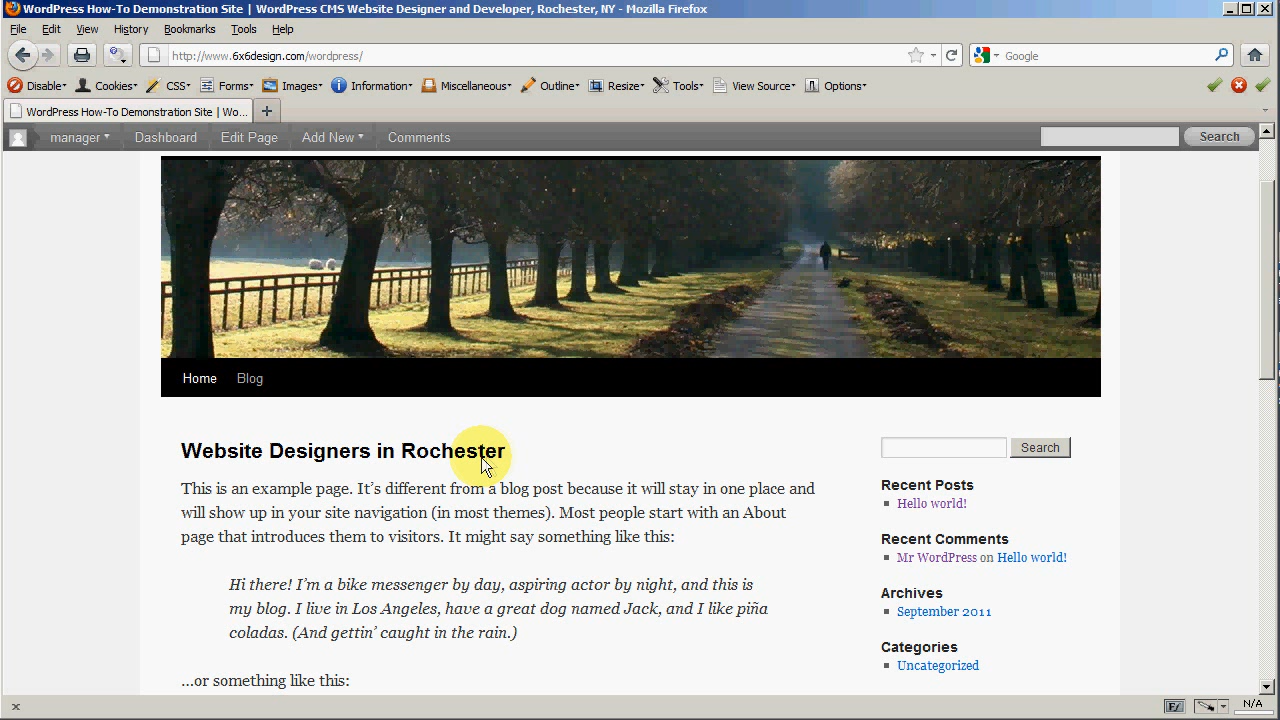 WordPress How-To Demonstration Site | WordPress CMS Website Designer and Developer, Rochester, NY - Mozilla Firefox
File Edit View History Bookmarks Tools Help
http://www.6x6design.com/wordpress/
Google
Disable Cookies CSS Forms Images Information Miscellaneous Outline Resize Tools View Source Options
WordPress How-To Demonstration Site | Wo...
manager Dashboard Edit Page Add New Comments Search
Home Blog
Website Designers in Rochester
This is an example page. It’s different from a blog post because it will stay in one place and
will show up in your site navigation (in most themes). Most people start with an About
page that introduces them to visitors. It might say something like this:
Hi there! I’m a bike messenger by day, aspiring actor by night, and this is
my blog. I live in Los Angeles, have a great dog named Jack, and I like piña
coladas. (And gettin’ caught in the rain.)
…or something like this:
Search
Recent Posts
Hello world!
Recent Comments
Mr WordPress on Hello world!
Archives
September 2011
Categories
Uncategorized
N/A